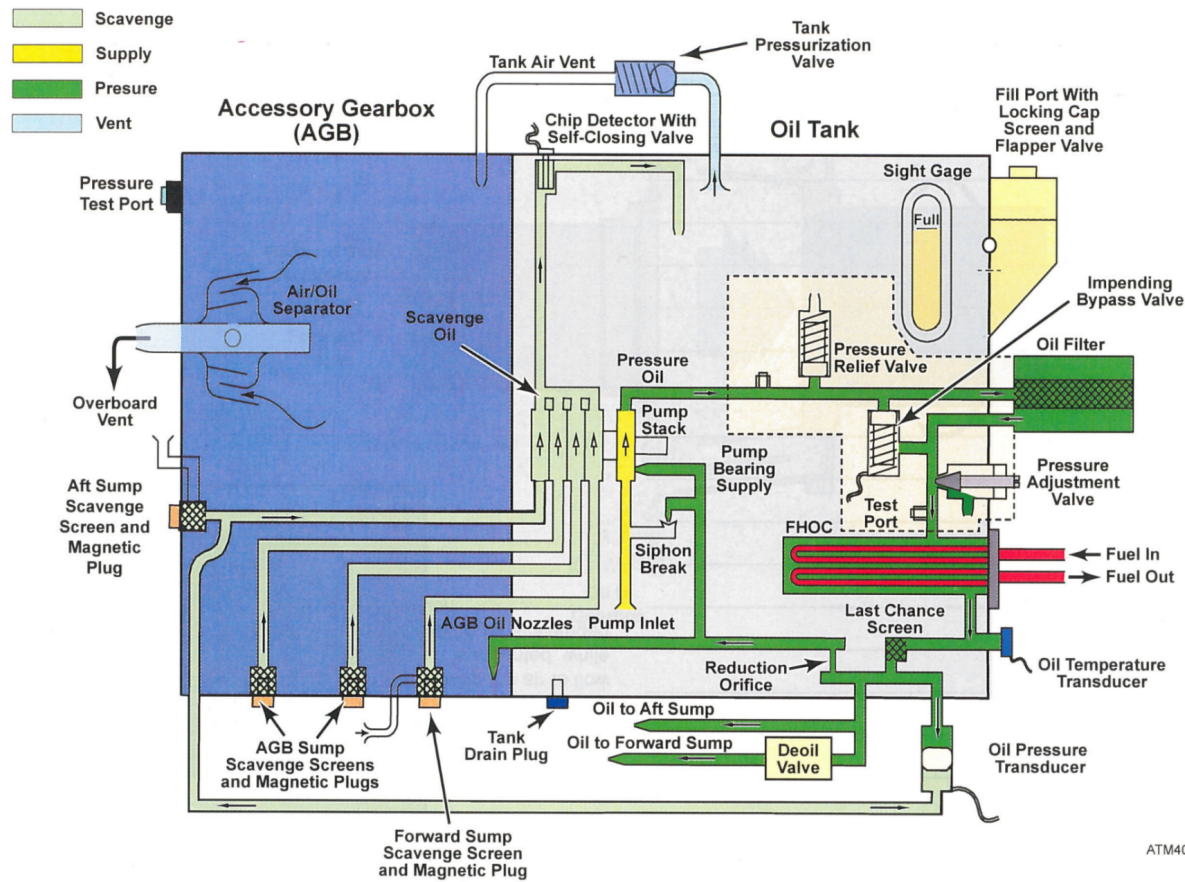 Scavenge
Supply
Presure
Vent
Tank
Pressurization
Valve
Tank Air Vent
Accessory Gearbox
(AGB)
Chip Detector With
Self-Closing Valve
Oil Tank
Fill Port With
Locking Cap
Screen and
Flapper Valve
Pressure
Test Port
Sight Gage
Full
Air/Oil
Separator
Impending
Bypass Valve
Scavenge
Oil
Pressure
Relief Valve
Oil Filter
Pressure
Oil
Overboard
Vent
Pump
Stack
Pump
Bearing
Supply
Pressure
Adjustment
Valve
Aft Sump
Scavenge
Screen and
Magnetic
Plug
Test
Port
FHOC
Siphon
Break
Fuel In
Fuel Out
Last Chance
Screen
AGB Oil Nozzles
Pump Inlet
Reduction
Orifice
Oil Temperature
Transducer
Oil to Aft Sump
Oil to Forward Sump
Tank
Drain Plug
Deoil
Valve
AGB Sump
Scavenge Screens
and Magnetic Plugs
Oil Pressure
Transducer
Forward Sump
Scavenge Screen
and Magnetic Plug
ATM40